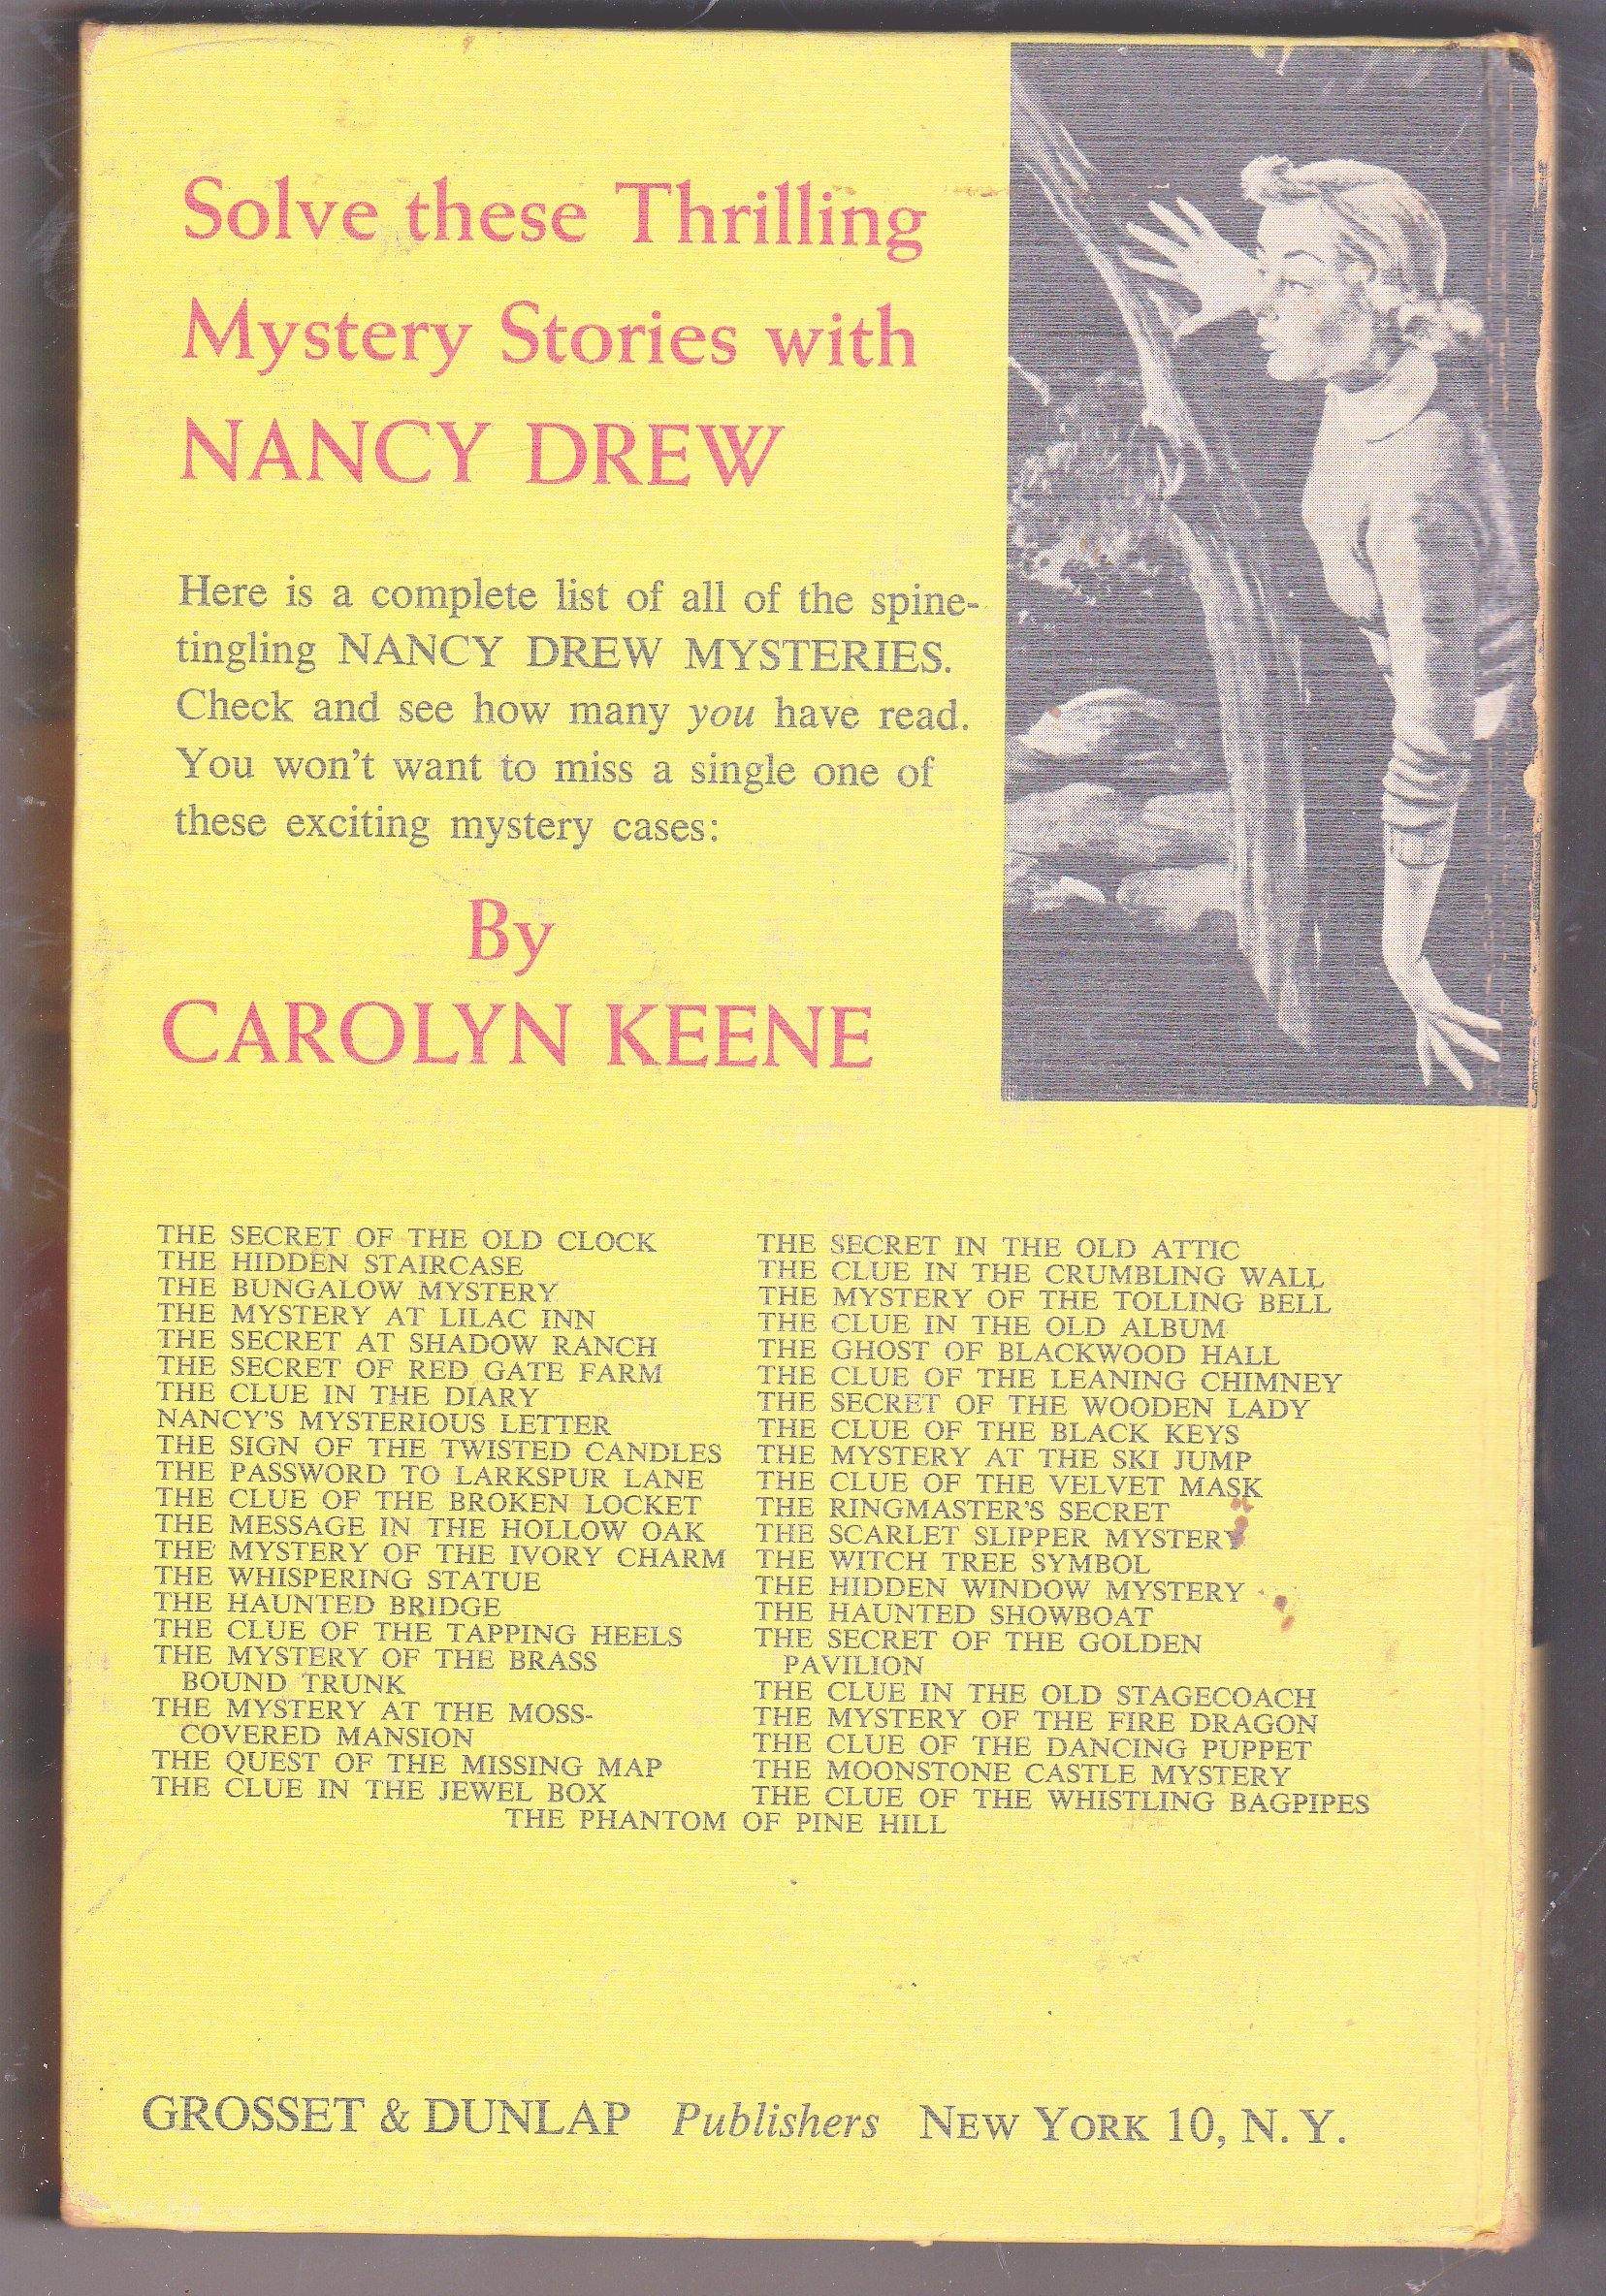 Solve these Thrilling
Mystery Stories with
NANCY DREW
Here is a complete list of all of the spine-
tingling NANCY DREW MYSTERIES.
Check and see how many you have read.
You won't want to miss a single one of
these exciting mystery cases:
By
CAROLYN KEENE
THE SECRET OF THE OLD CLOCK
THE HIDDEN STAIRCASE
THE BUNGALOW MYSTERY
THE MYSTERY AT LILAC INN
THE SECRET AT SHADOW RANCH
THE SECRET OF RED GATE FARM
THE CLUE IN THE DIARY
NANCY'S MYSTERIOUS LETTER
THE SIGN OF THE TWISTED CANDLES
THE PASSWORD TO LARKSPUR LANE
THE CLUE OF THE BROKEN LOCKET
THE MESSAGE IN THE HOLLOW OAK
THE MYSTERY OF THE IVORY CHARM
THE WHISPERING STATUE
THE HAUNTED BRIDGE
THE CLUE OF THE TAPPING HEELS
THE MYSTERY OF THE BRASS
BOUND TRUNK
THE MYSTERY AT THE MOSS-
COVERED MANSION
THE QUEST OF THE MISSING MAP
THE CLUE IN THE JEWEL BOX
THE SECRET IN THE OLD ATTIC
THE CLUE IN THE CRUMBLING WALL
THE MYSTERY OF THE TOLLING BELL
THE CLUE IN THE OLD ALBUM
THE GHOST OF BLACKWOOD HALL
THE CLUE OF THE LEANING CHIMNEY
THE SECRET OF THE WOODEN LADY
THE CLUE OF THE BLACK KEYS
THE MYSTERY AT THE SKI JUMP
THE CLUE OF THE VELVET MASK
THE RINGMASTER'S SECRET
THE SCARLET SLIPPER MYSTERY
THE WITCH TREE SYMBOL
THE HIDDEN WINDOW MYSTERY
THE HAUNTED SHOWBOAT
THE SECRET OF THE GOLDEN
PAVILION
THE CLUE IN THE OLD STAGECOACH
THE MYSTERY OF THE FIRE DRAGON
THE CLUE OF THE DANCING PUPPET
THE MOONSTONE CASTLE MYSTERY
THE CLUE OF THE WHISTLING BAGPIPES
THE PHANTOM OF PINE HILL
GROSSET & DUNLAP Publishers NEW YORK 10, N. Y.